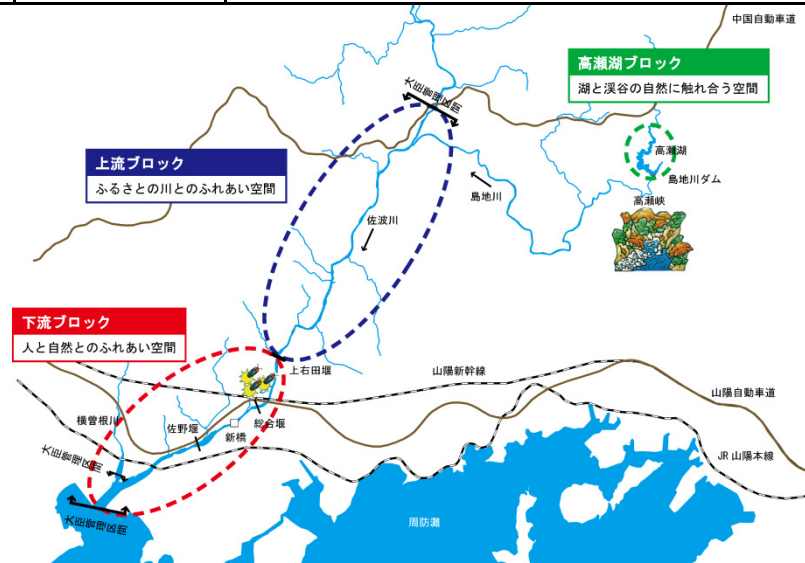 中国自動車道
高瀬湖ブロック
湖と渓谷の自然に触れ合う空間
大臣管理区間
上流ブロック
ふるさとの川とのふれあい空間
高瀬湖
島地川ダム
島地川
高瀬峡
佐波川
下流ブロック
人と自然とのふれあい空間
上右田堰
山陽新幹線
山陽自動車道
横曽根川
佐野堰
総合堰
新橋
大臣管理区間
JR山陽本線
大臣管理区間
周防灘